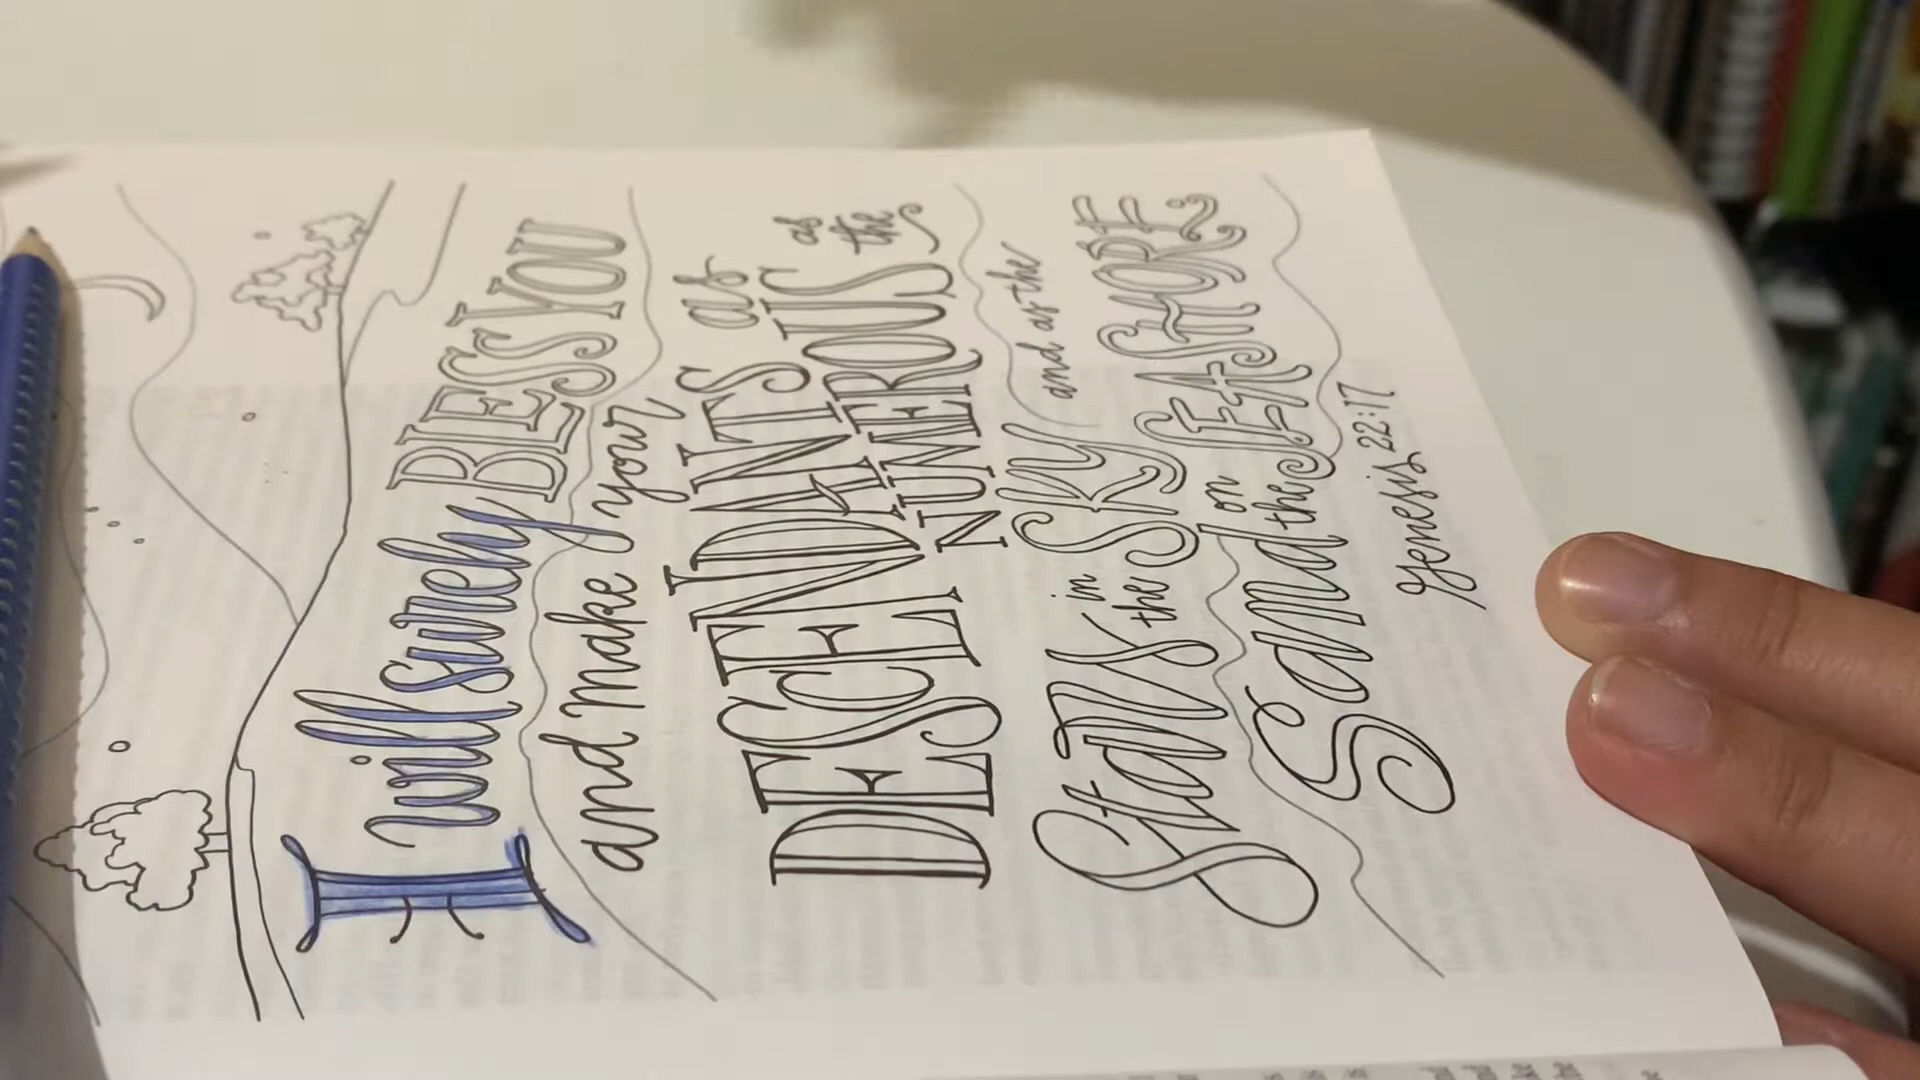 I will surely BLESS YOU
and make your
DESCENDANTS as
NUMEROUS as the
Stars in the SKY and as the
Sand on the SEASHORE.
Genesis 22:17